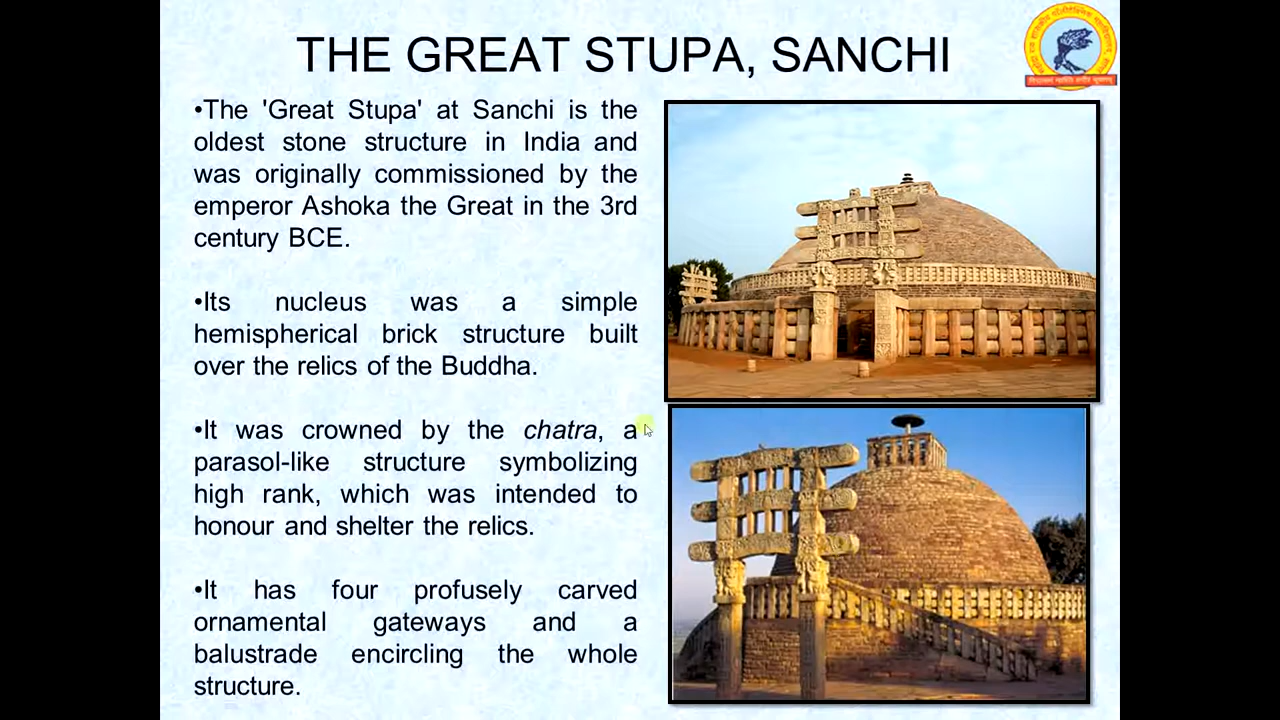 THE GREAT STUPA, SANCHI
•The 'Great Stupa' at Sanchi is the
oldest stone structure in India and
was originally commissioned by the
emperor Ashoka the Great in the 3rd
century BCE.
•Its nucleus was a simple
hemispherical brick structure built
over the relics of the Buddha.
•It was crowned by the chatra, a
parasol-like structure symbolizing
high rank, which was intended to
honour and shelter the relics.
•It has four profusely carved
ornamental gateways and a
balustrade encircling the whole
structure.